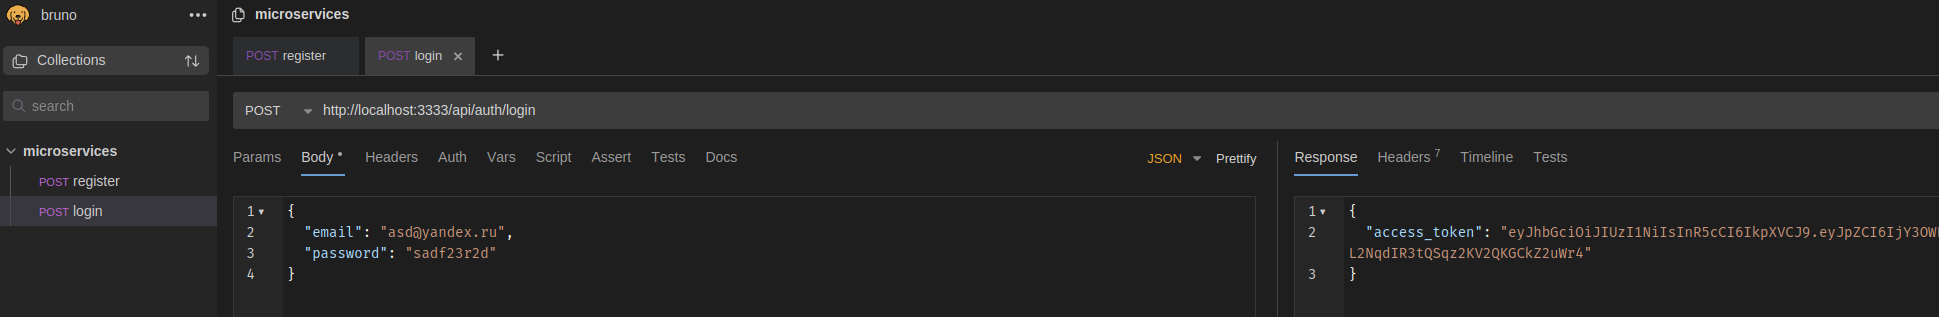 bruno
microservices
Collections
POST register
POST login
search
POST
http://localhost:3333/api/auth/login
microservices
POST register
POST login
Params Body Headers Auth Vars Script Assert Tests Docs
JSON Prettify
Response Headers 7 Timeline Tests
1 {
2 "email": "asd@yandex.ru",
3 "password": "sadf23r2d"
4 }
1 {
2 "access_token": "eyJhbGciOiJIUzI1NiIsInR5cCI6IkpXVCJ9.eyJpZCI6IjY3OW
L2NqdIR3tQSqz2KV2QKGCkZ2uWr4"
3 }